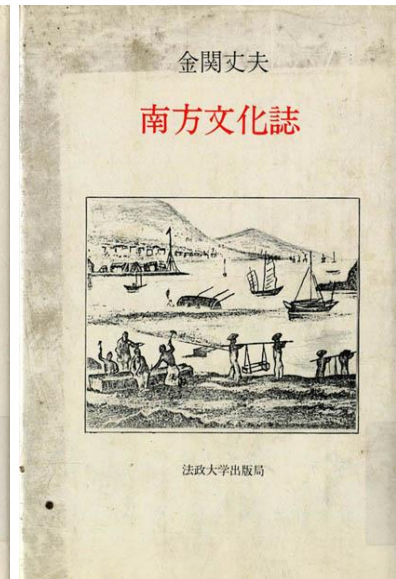 金関丈夫
南方文化誌
法政大学出版局